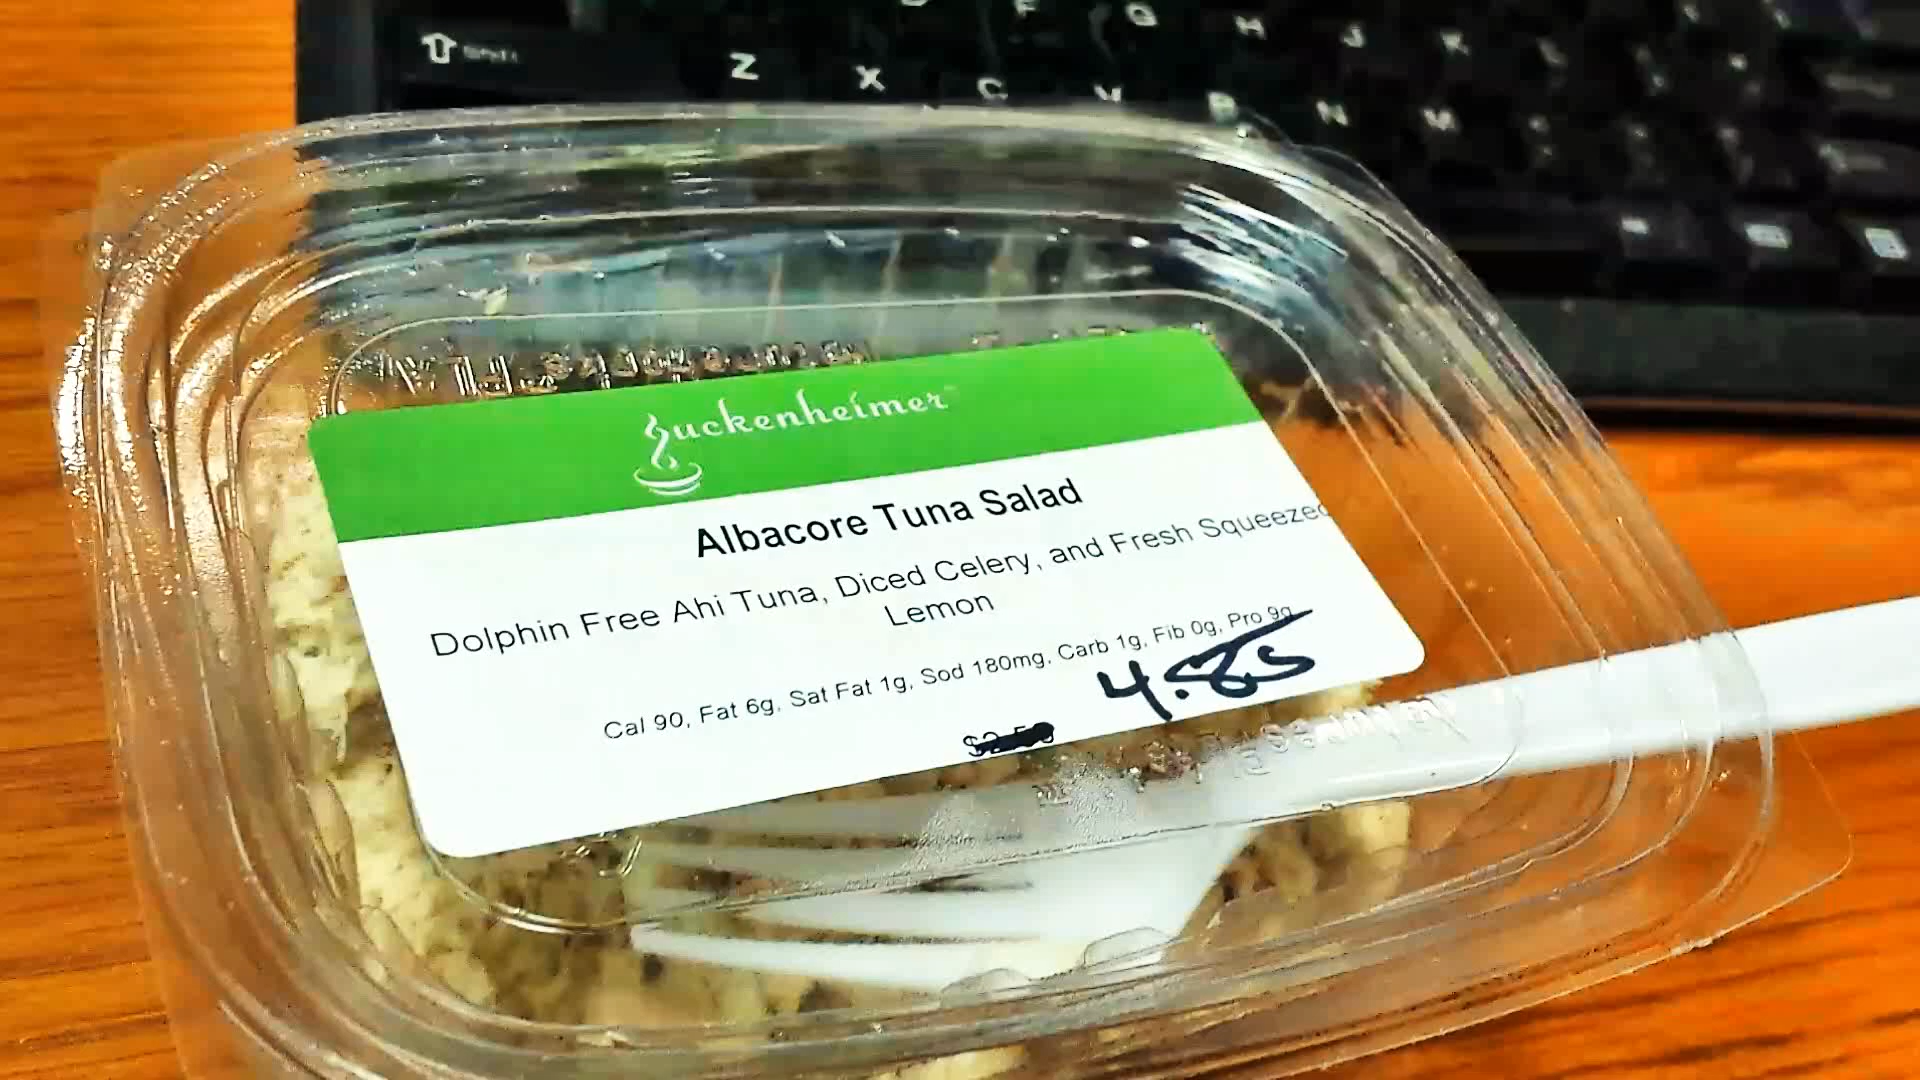 F G H J K L
Z X C V B N M
Guckenheimer
Albacore Tuna Salad
Dolphin Free Ahi Tuna, Diced Celery, and Fresh Squeezed
Lemon
Cal 90, Fat 6g, Sat Fat 1g, Sod 180mg, Carb 1g, Fib 0g, Pro 9g
4.85